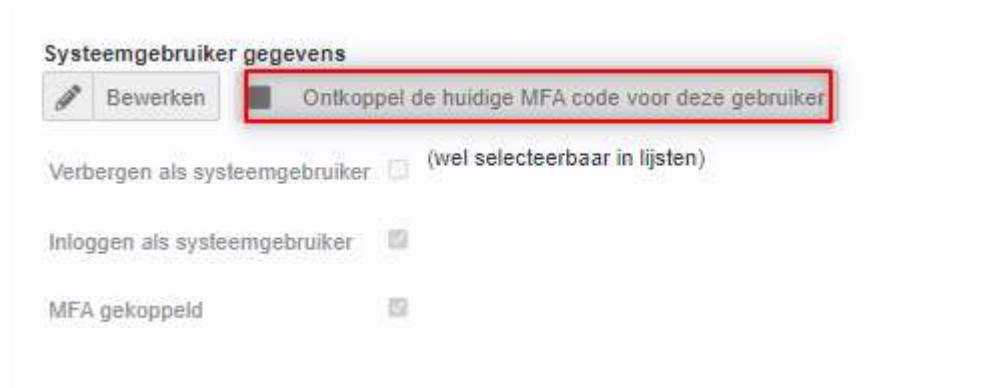 Systeemgebruiker gegevens
Bewerken Ontkoppel de huidige MFA code voor deze gebruiker
Verbergen als systeemgebruiker (wel selecteerbaar in lijsten)
Inloggen als systeemgebruiker
MFA gekoppeld